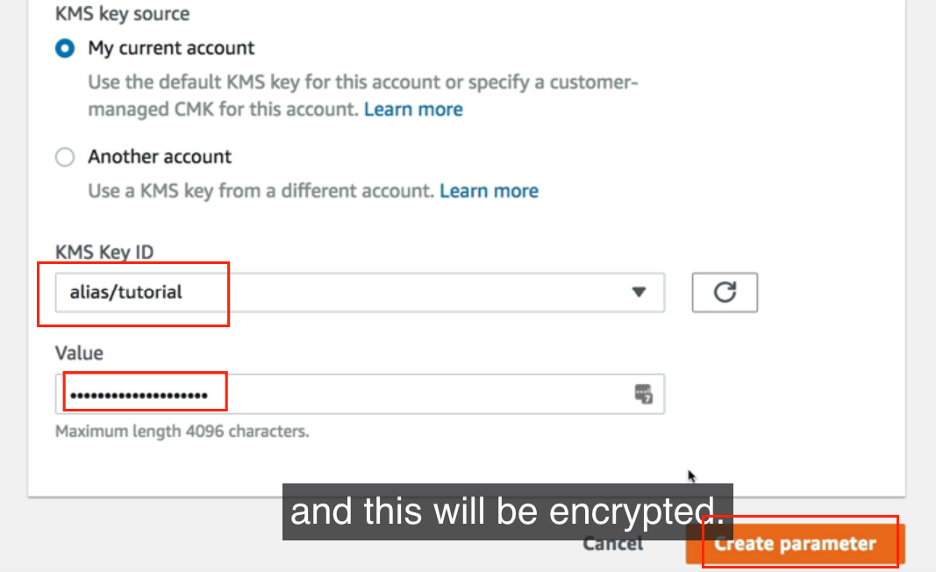 KMS key source
My current account
Use the default KMS key for this account or specify a customer-
managed CMK for this account. Learn more
Another account
Use a KMS key from a different account. Learn more
KMS Key ID
alias/tutorial
Value
••••••••••••••••••••
Maximum length 4096 characters.
and this will be encrypted.
Cancel
Create parameter